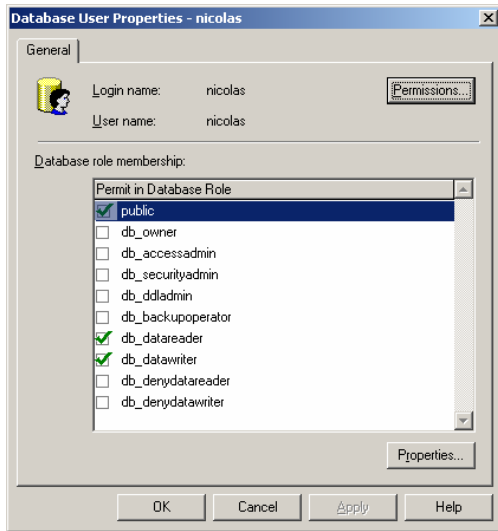 Database User Properties - nicolas
General
Login name: nicolas
Permissions...
User name: nicolas
Database role membership:
Permit in Database Role
public
db_owner
db_accessadmin
db_securityadmin
db_ddladmin
db_backupoperator
db_datareader
db_datawriter
db_denydatareader
db_denydatawriter
Properties...
OK Cancel Apply Help